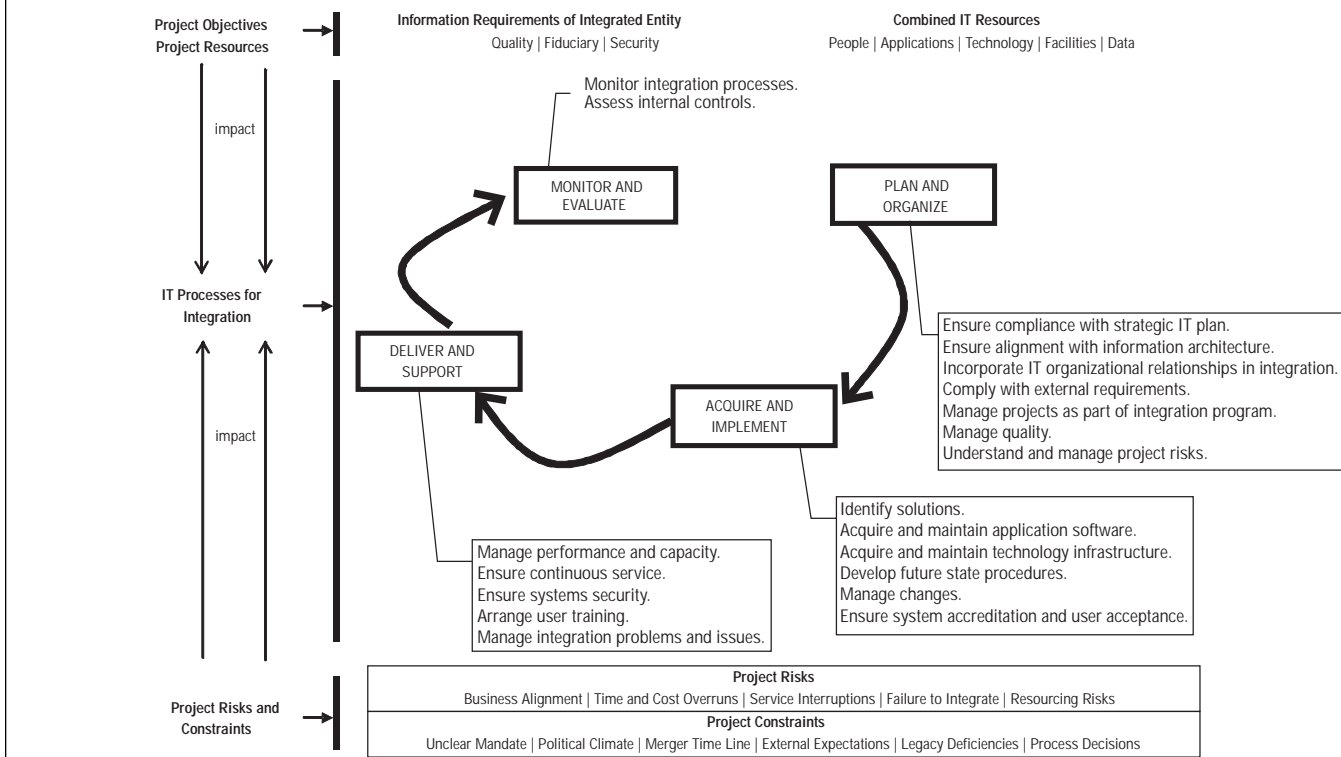 Project Objectives
Project Resources
Information Requirements of Integrated Entity
Quality | Fiduciary | Security
Combined IT Resources
People | Applications | Technology | Facilities | Data
impact
Monitor integration processes.
Assess internal controls.
MONITOR AND
EVALUATE
PLAN AND
ORGANIZE
IT Processes for
Integration
Ensure compliance with strategic IT plan.
Ensure alignment with information architecture.
Incorporate IT organizational relationships in integration.
Comply with external requirements.
Manage projects as part of integration program.
Manage quality.
Understand and manage project risks.
DELIVER AND
SUPPORT
ACQUIRE AND
IMPLEMENT
impact
Identify solutions.
Acquire and maintain application software.
Acquire and maintain technology infrastructure.
Develop future state procedures.
Manage changes.
Ensure system accreditation and user acceptance.
Manage performance and capacity.
Ensure continuous service.
Ensure systems security.
Arrange user training.
Manage integration problems and issues.
Project Risks and
Constraints
Project Risks
Business Alignment | Time and Cost Overruns | Service Interruptions | Failure to Integrate | Resourcing Risks
Project Constraints
Unclear Mandate | Political Climate | Merger Time Line | External Expectations | Legacy Deficiencies | Process Decisions